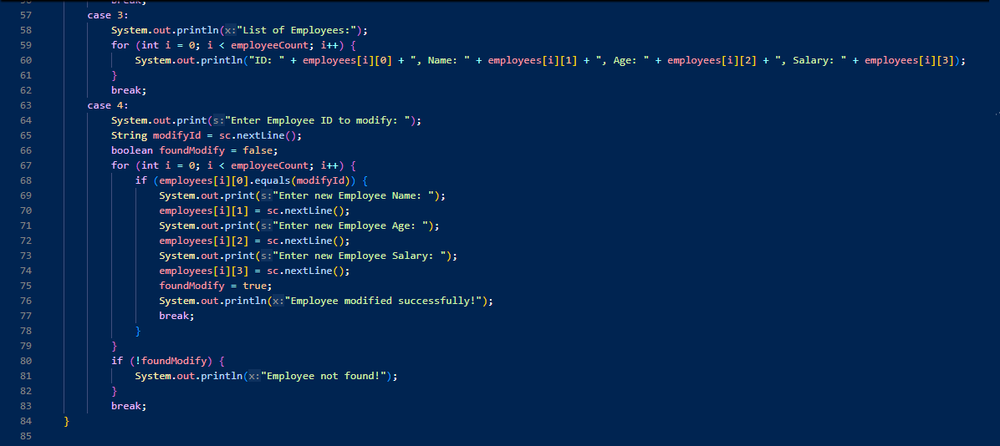 56 break;
57 case 3:
58 System.out.println(x:"List of Employees:");
59 for (int i = 0; i < employeeCount; i++) {
60 System.out.println("ID: " + employees[i][0] + ", Name: " + employees[i][1] + ", Age: " + employees[i][2] + ", Salary: " + employees[i][3]);
61 }
62 break;
63 case 4:
64 System.out.print(s:"Enter Employee ID to modify: ");
65 String modifyId = sc.nextLine();
66 boolean foundModify = false;
67 for (int i = 0; i < employeeCount; i++) {
68 if (employees[i][0].equals(modifyId)) {
69 System.out.print(s:"Enter new Employee Name: ");
70 employees[i][1] = sc.nextLine();
71 System.out.print(s:"Enter new Employee Age: ");
72 employees[i][2] = sc.nextLine();
73 System.out.print(s:"Enter new Employee Salary: ");
74 employees[i][3] = sc.nextLine();
75 foundModify = true;
76 System.out.println(x:"Employee modified successfully!");
77 break;
78 }
79 }
80 if (!foundModify) {
81 System.out.println(x:"Employee not found!");
82 }
83 break;
84 }
85